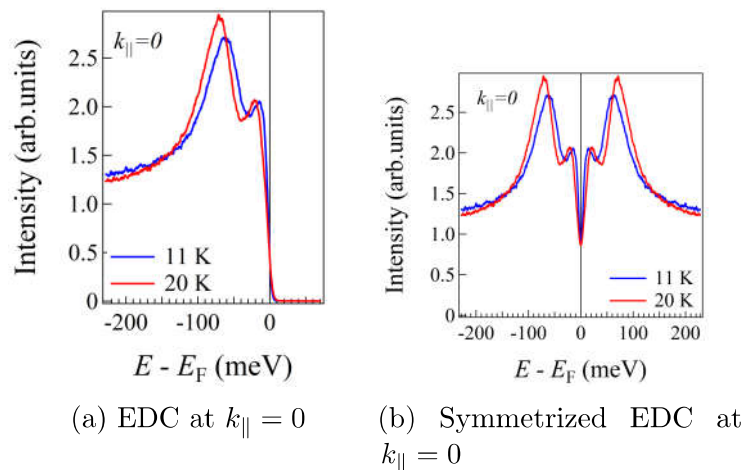 k∥=0
2.5
2.0
1.5
1.0
0.5
0
Intensity (arb.units)
11 K
20 K
-200 -100 0
E - E_F (meV)
(a) EDC at k∥ = 0
k∥=0
2.5
2.0
1.5
1.0
0.5
0
Intensity (arb.units)
11 K
20 K
-200 -100 0 100 200
E - E_F (meV)
(b) Symmetrized EDC at
k∥ = 0